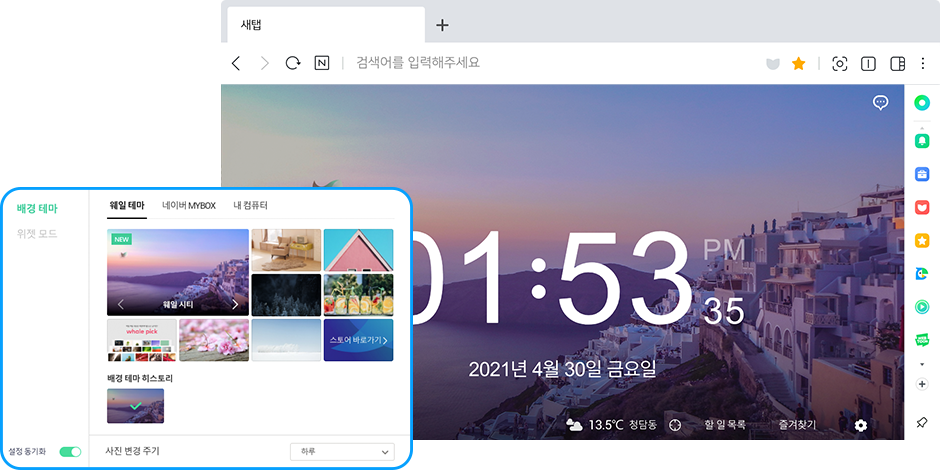 새탭
N
검색어를 입력해주세요
01:53
PM
35
2021년 4월 30일 금요일
13.5℃ 청담동
할 일 목록
즐겨찾기
배경 테마
위젯 모드
웨일 테마
네이버 MYBOX
내 컴퓨터
NEW
웨일 시티
whale pick
스토어 바로가기
배경 테마 히스토리
설정 동기화
사진 변경 주기
하루